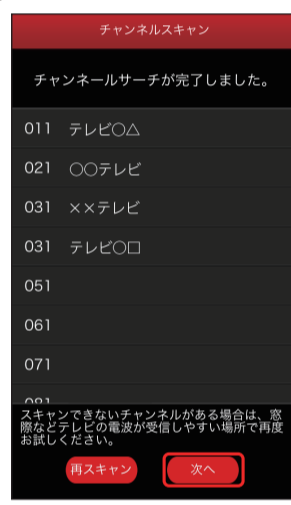 チャンネルスキャン
チャンネールサーチが完了しました。
011 テレビ○△
021 ○○テレビ
031 ××テレビ
031 テレビ○□
051
061
071
081
スキャンできないチャンネルがある場合は、窓
際などテレビの電波が受信しやすい場所で再度
お試しください。
再スキャン 次へ